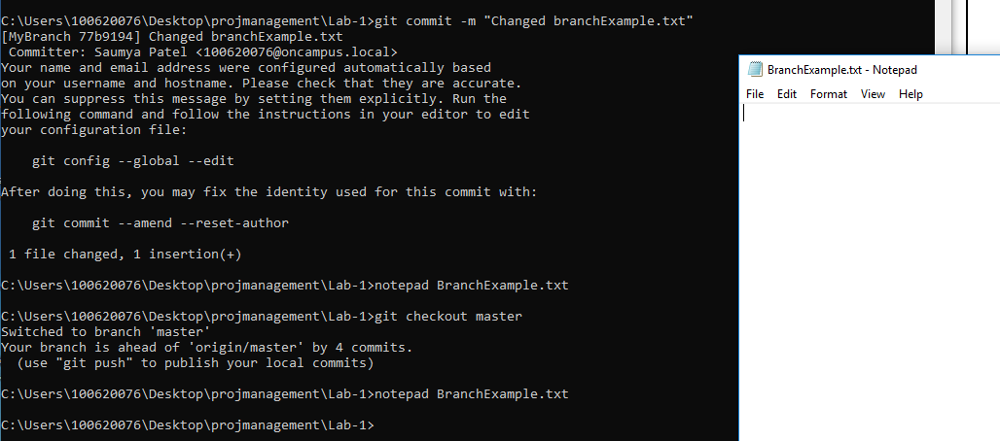 C:\Users\100620076\Desktop\projmanagement\Lab-1>git commit -m "Changed branchExample.txt"
[MyBranch 77b9194] Changed branchExample.txt
 Committer: Saumya Patel <100620076@oncampus.local>
Your name and email address were configured automatically based
on your username and hostname. Please check that they are accurate.
You can suppress this message by setting them explicitly. Run the
following command and follow the instructions in your editor to edit
your configuration file:
    git config --global --edit
After doing this, you may fix the identity used for this commit with:
    git commit --amend --reset-author
 1 file changed, 1 insertion(+)
C:\Users\100620076\Desktop\projmanagement\Lab-1>notepad BranchExample.txt
C:\Users\100620076\Desktop\projmanagement\Lab-1>git checkout master
Switched to branch 'master'
Your branch is ahead of 'origin/master' by 4 commits.
  (use "git push" to publish your local commits)
C:\Users\100620076\Desktop\projmanagement\Lab-1>notepad BranchExample.txt
C:\Users\100620076\Desktop\projmanagement\Lab-1>
BranchExample.txt - Notepad
File Edit Format View Help